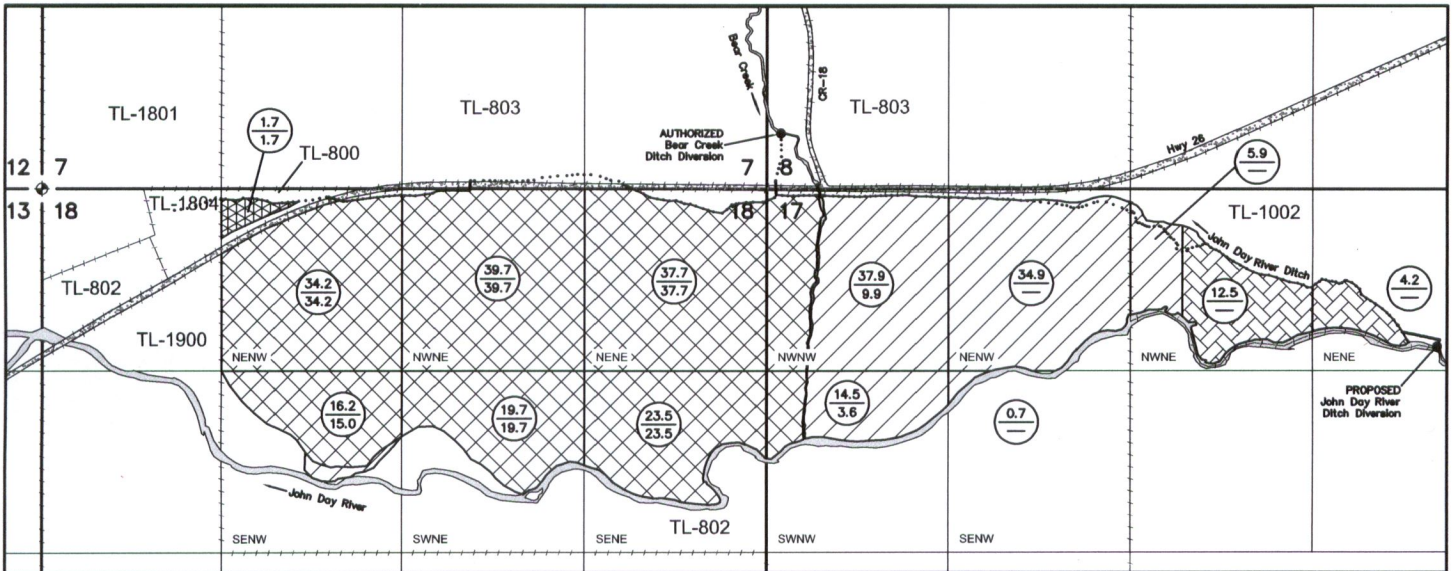 TL-1801
TL-803
Bear Creek
CR-18
TL-803
Hwy 26
1.7
1.7
TL-800
AUTHORIZED
Bear Creek
Ditch Diversion
5.9
—
12
7
7
8
13
18
TL-1804
18
17
TL-1002
John Day River Ditch
TL-802
34.2
34.2
39.7
39.7
37.7
37.7
37.9
9.9
34.9
—
12.5
—
4.2
—
TL-1900
NENW
NWNE
NENE
NWNW
NENW
NWNE
NENE
PROPOSED
John Day River
Ditch Diversion
16.2
15.0
19.7
19.7
23.5
23.5
14.5
3.6
0.7
—
John Day River
TL-802
SENW
SWNE
SENE
SWNW
SENW